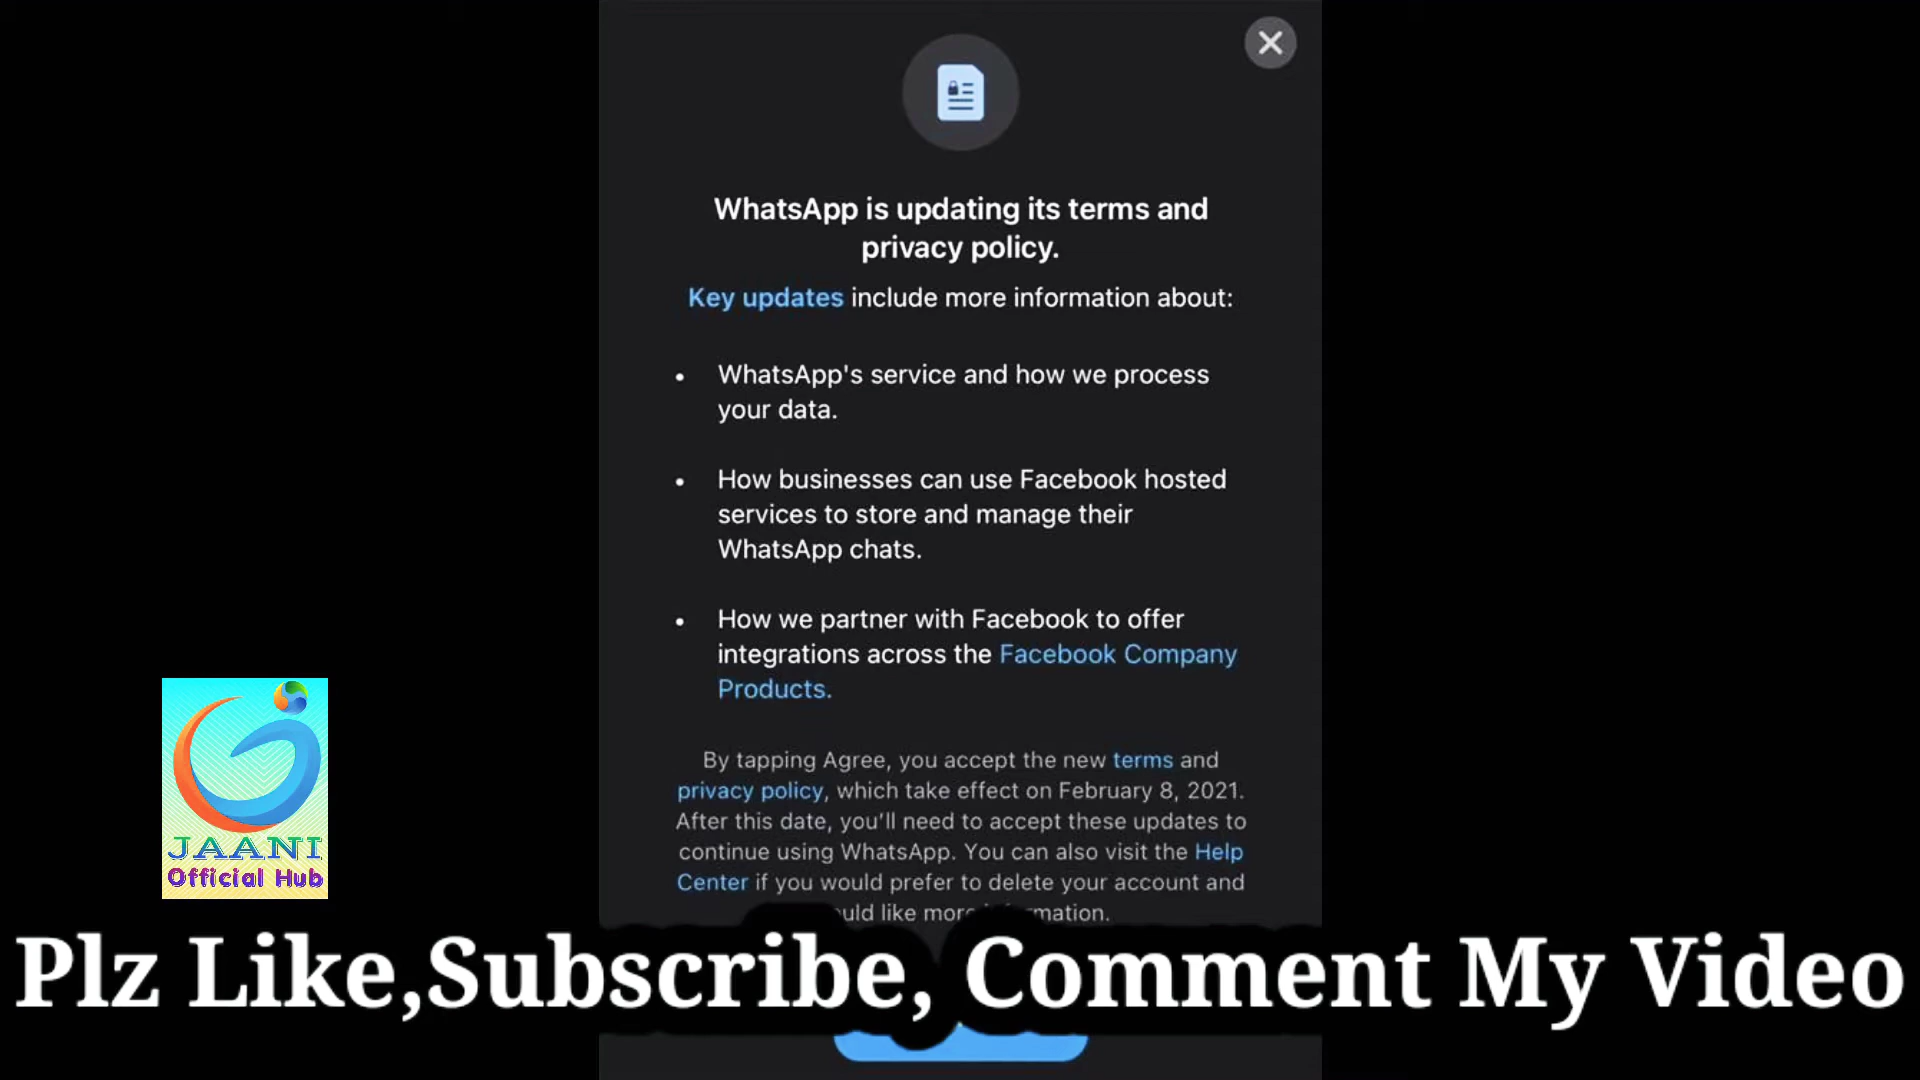 WhatsApp is updating its terms and
privacy policy.
Key updates include more information about:
• WhatsApp's service and how we process
your data.
• How businesses can use Facebook hosted
services to store and manage their
WhatsApp chats.
• How we partner with Facebook to offer
integrations across the Facebook Company
Products.
By tapping Agree, you accept the new terms and
privacy policy, which take effect on February 8, 2021.
After this date, you'll need to accept these updates to
continue using WhatsApp. You can also visit the Help
Center if you would prefer to delete your account and
like
JAANI
Official Hub
Plz Like,Subscribe, Comment My Video